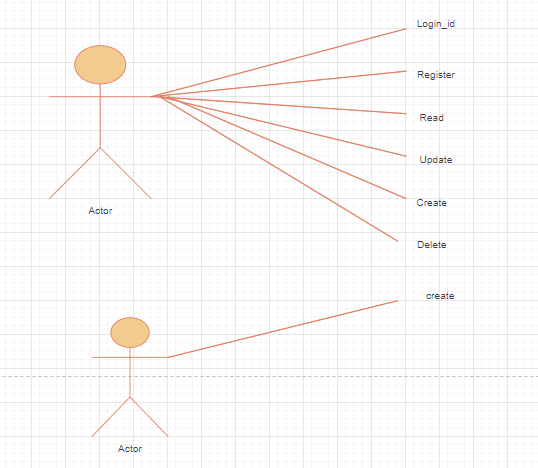 Login_id
Register
Read
Update
Create
Actor
Delete
create
Actor